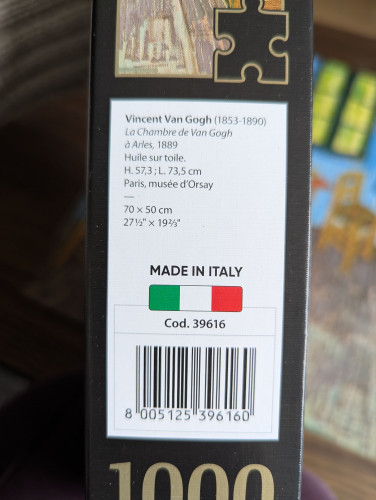 Vincent Van Gogh (1853-1890)
La Chambre de Van Gogh
à Arles, 1889
Huile sur toile.
H. 57,3 ; L. 73,5 cm
Paris, musée d'Orsay
—
70 × 50 cm
27½" × 19⅔"
MADE IN ITALY
Cod. 39616
8 005125 396160
1000